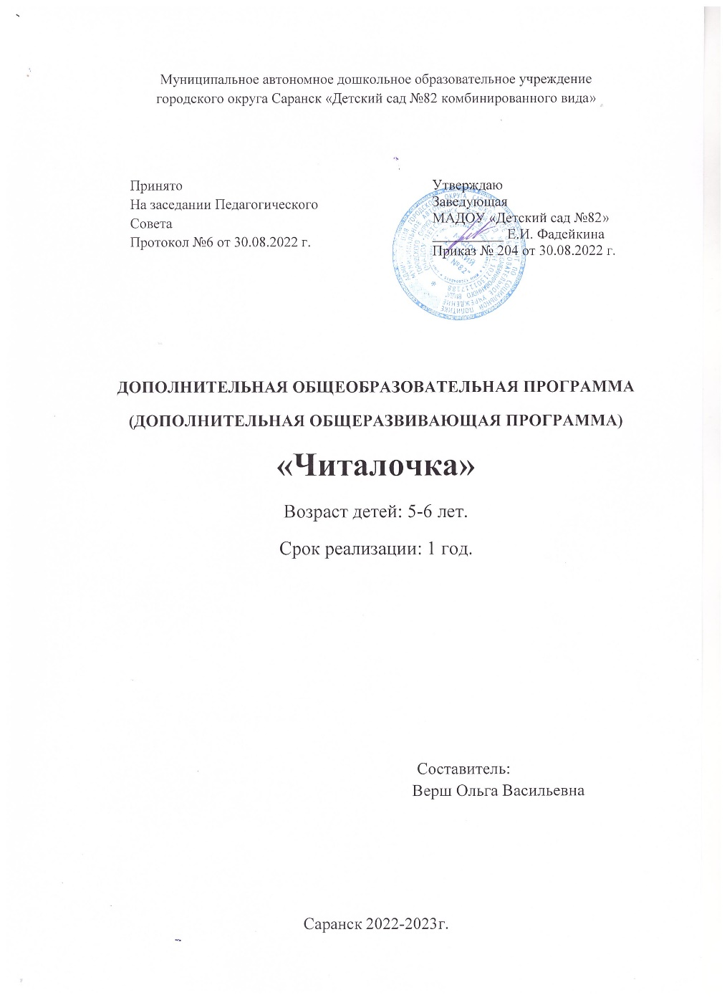 Муниципальное автономное дошкольное образовательное учреждение
городского округа Саранск «Детский сад №82 комбинированного вида»
Принято
На заседании Педагогического
Совета
Протокол №6 от 30.08.2022 г.
Утверждаю
Заведующая
МАДОУ «Детский сад №82»
Е.И. Фадейкина
Приказ № 204 от 30.08.2022 г.
ДОПОЛНИТЕЛЬНАЯ ОБЩЕОБРАЗОВАТЕЛЬНАЯ ПРОГРАММА
(ДОПОЛНИТЕЛЬНАЯ ОБЩЕРАЗВИВАЮЩАЯ ПРОГРАММА)
«Читалочка»
Возраст детей: 5-6 лет.
Срок реализации: 1 год.
Составитель:
Верш Ольга Васильевна
Саранск 2022-2023г.